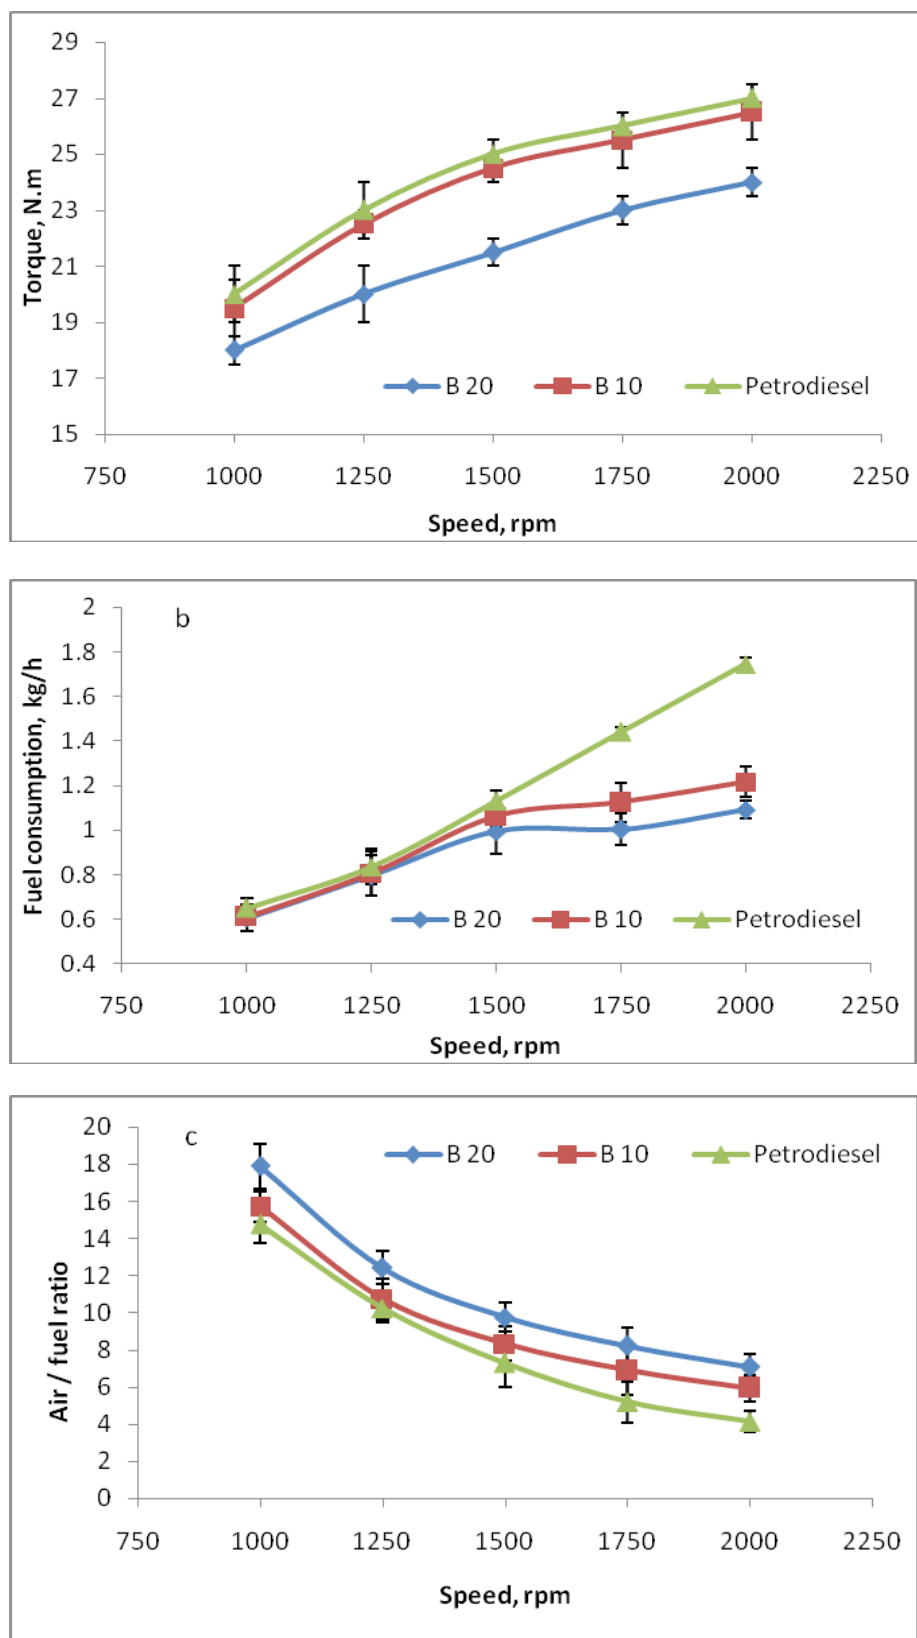 29
27
25
23
21
19
17
15
Torque, N.m
B 20 B 10 Petrodiesel
750 1000 1250 1500 1750 2000 2250
Speed, rpm
b
2
1.8
1.6
1.4
1.2
1
0.8
0.6
0.4
Fuel consumption, kg/h
B 20 B 10 Petrodiesel
750 1000 1250 1500 1750 2000 2250
Speed, rpm
c
20
18
16
14
12
10
8
6
4
2
0
Air / fuel ratio
B 20 B 10 Petrodiesel
750 1000 1250 1500 1750 2000 2250
Speed, rpm